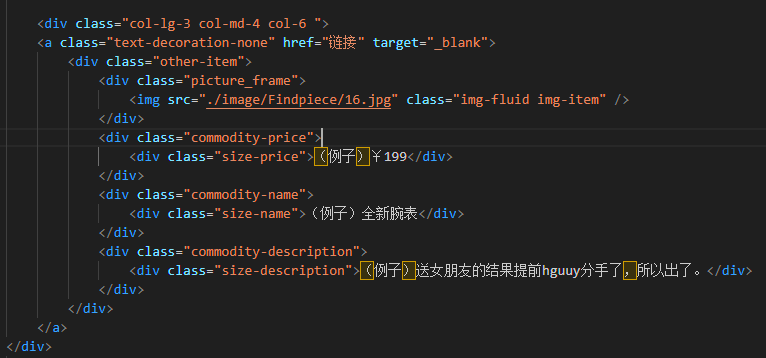 <div class="col-lg-3 col-md-4 col-6 ">
<a class="text-decoration-none" href="链接" target="_blank">
<div class="other-item">
<div class="picture_frame">
<img src="./image/Findpiece/16.jpg" class="img-fluid img-item" />
</div>
<div class="commodity-price">
<div class="size-price">（例子）￥199</div>
</div>
<div class="commodity-name">
<div class="size-name">（例子）全新腕表</div>
</div>
<div class="commodity-description">
<div class="size-description">（例子）送女朋友的结果提前hguuy分手了，所以出了。</div>
</div>
</div>
</a>
</div>